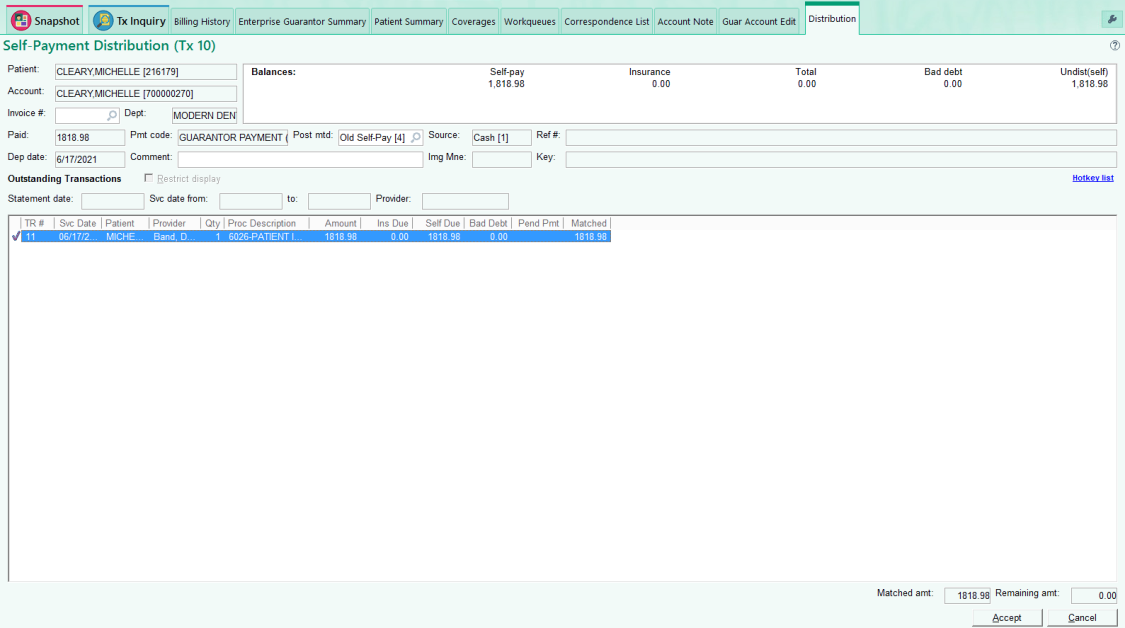 Snapshot Tx Inquiry Billing History Enterprise Guarantor Summary Patient Summary Coverages Workqueues Correspondence List Account Note Guar Account Edit Distribution
Self-Payment Distribution (Tx 10)
Patient: CLEARY,MICHELLE [216179]
Account: CLEARY,MICHELLE [700000270]
Balances: Self-pay Insurance Total Bad debt Undist(self)
1,818.98 0.00 0.00 0.00 1,818.98
Invoice #: Dept: MODERN DEN
Paid: 1818.98 Pmt code: GUARANTOR PAYMENT ( Post mtd: Old Self-Pay [4] Source: Cash [1] Ref #:
Dep date: 6/17/2021 Comment: Img Mne: Key:
Outstanding Transactions Restrict display Hotkey list
Statement date: Svc date from: to: Provider:
TR # Svc Date Patient Provider Qty Proc Description Amount Ins Due Self Due Bad Debt Pend Pmt Matched
11 06/17/2... MICHE... Band, D... 1 6026-PATIENT I... 1818.98 0.00 1818.98 0.00 1818.98
Matched amt: 1818.98 Remaining amt: 0.00
Accept Cancel